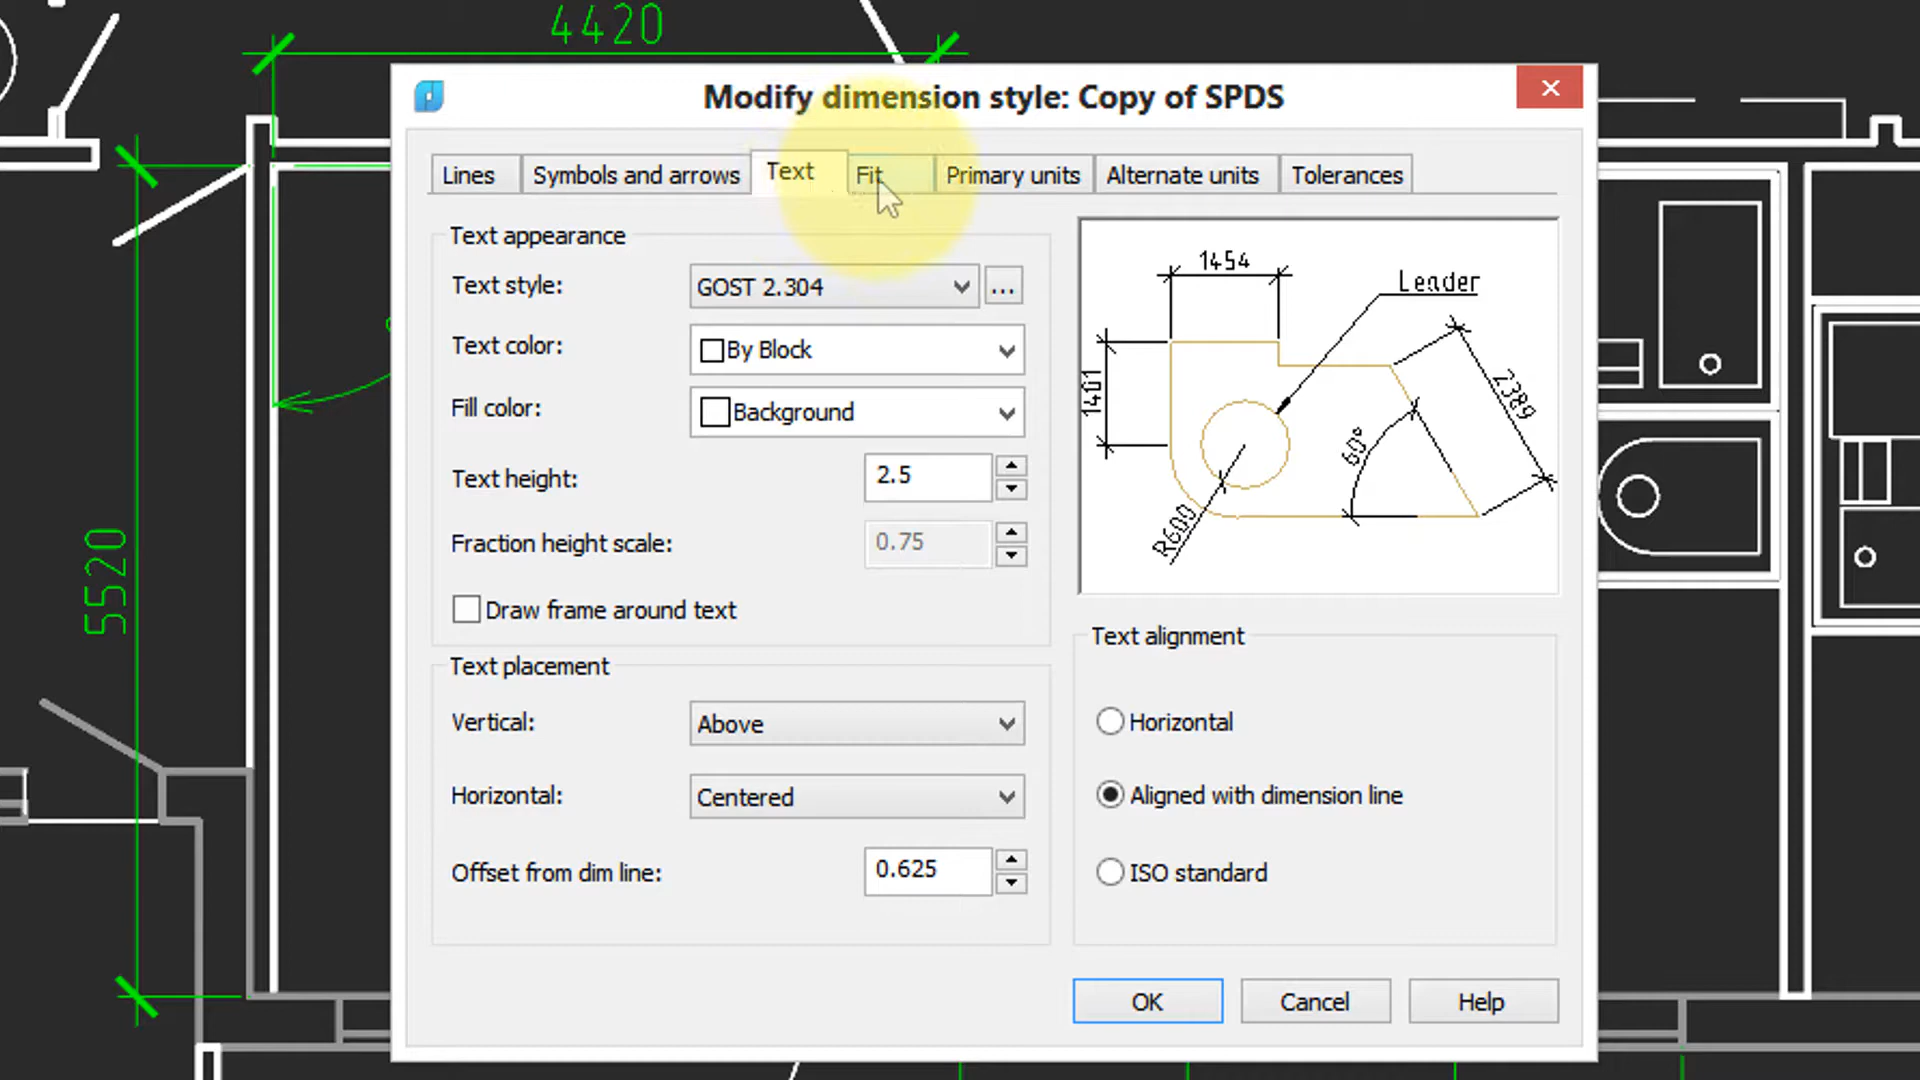 4420
Modify dimension style: Copy of SPDS
Lines
Symbols and arrows
Text
Fit
Primary units
Alternate units
Tolerances
Text appearance
Text style:
GOST 2.304
...
Text color:
By Block
Fill color:
Background
Text height:
2.5
Fraction height scale:
0.75
Draw frame around text
Text placement
Vertical:
Above
Horizontal:
Centered
Offset from dim line:
0.625
1454
Leader
1401
2389
60°
R600
Text alignment
Horizontal
Aligned with dimension line
ISO standard
OK
Cancel
Help
5520